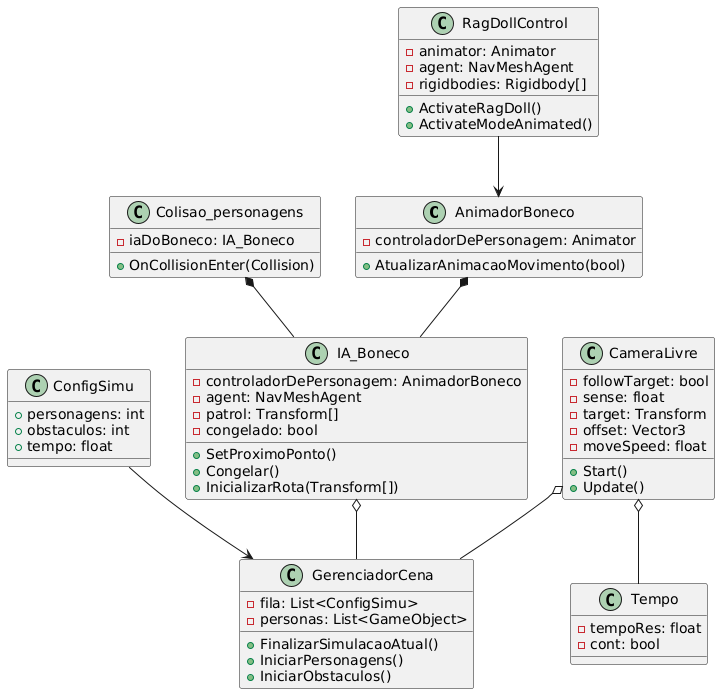 C RagDollControl
animator: Animator
agent: NavMeshAgent
rigidbodies: Rigidbody[]
ActivateRagDoll()
ActivateModeAnimated()
C Colisao_personagens
iaDoBoneco: IA_Boneco
OnCollisionEnter(Collision)
C AnimadorBoneco
controladorDePersonagem: Animator
AtualizarAnimacaoMovimento(bool)
C ConfigSimu
personagens: int
obstaculos: int
tempo: float
C IA_Boneco
controladorDePersonagem: AnimadorBoneco
agent: NavMeshAgent
patrol: Transform[]
congelado: bool
SetProximoPonto()
Congelar()
InicializarRota(Transform[])
C CameraLivre
followTarget: bool
sense: float
target: Transform
offset: Vector3
moveSpeed: float
Start()
Update()
C GerenciadorCena
fila: List<ConfigSimu>
personas: List<GameObject>
FinalizarSimulacaoAtual()
IniciarPersonagens()
IniciarObstaculos()
C Tempo
tempoRes: float
cont: bool